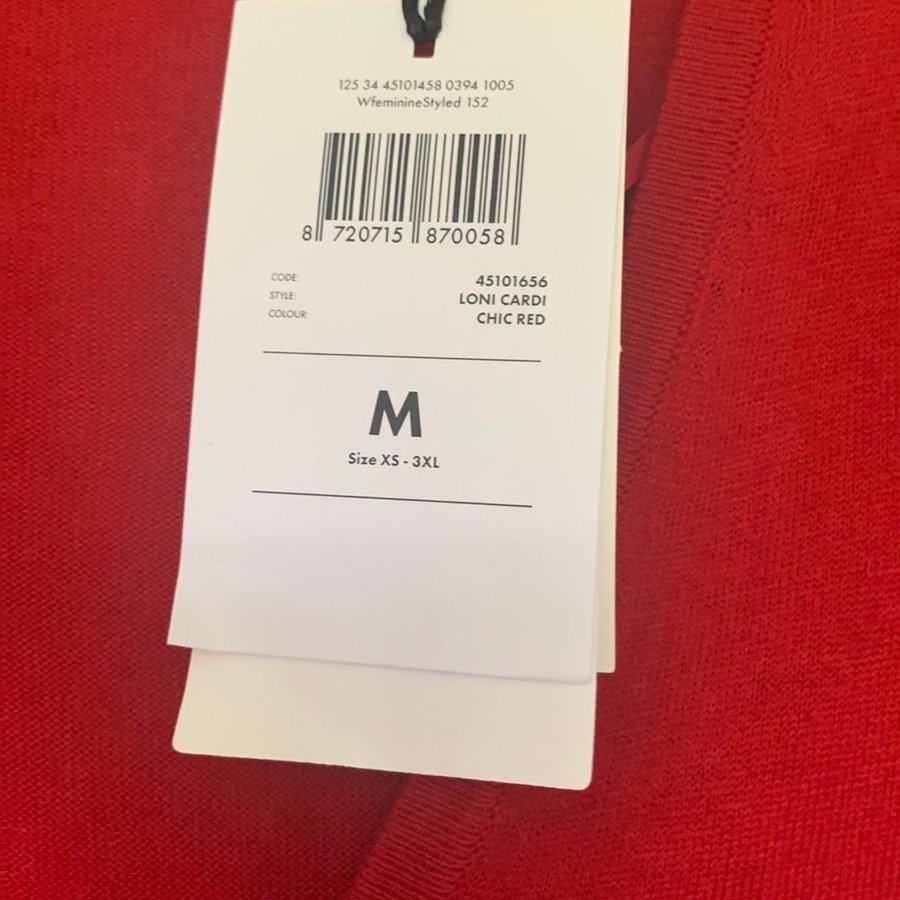 125 34 45101458 0394 1005
WfeminineStyled 152
8 720715 870058
CODE: 45101656
STYLE: LONI CARDI
COLOUR: CHIC RED
M
Size XS - 3XL